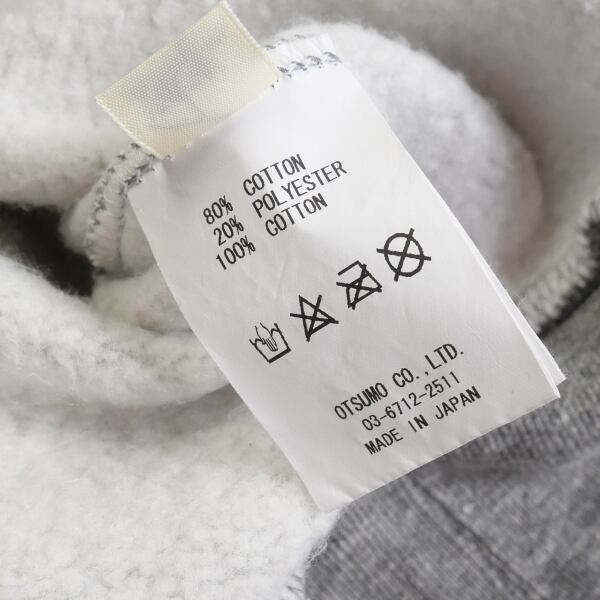 80% COTTON
20% POLYESTER
100% COTTON
OTSUMO CO.,LTD.
03-6712-2511
MADE IN JAPAN